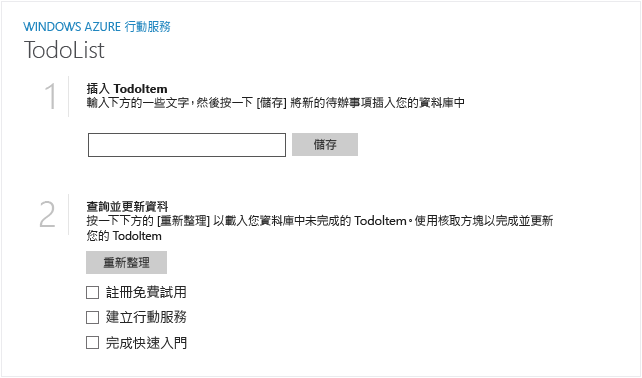 WINDOWS AZURE 行動服務
TodoList
1
插入 TodoItem
輸入下方的一些文字，然後按一下 [儲存] 將新的待辦事項插入您的資料庫中
儲存
2
查詢並更新資料
按一下下方的 [重新整理] 以載入您資料庫中未完成的 TodoItem。使用核取方塊以完成並更新
您的 TodoItem
重新整理
註冊免費試用
建立行動服務
完成快速入門